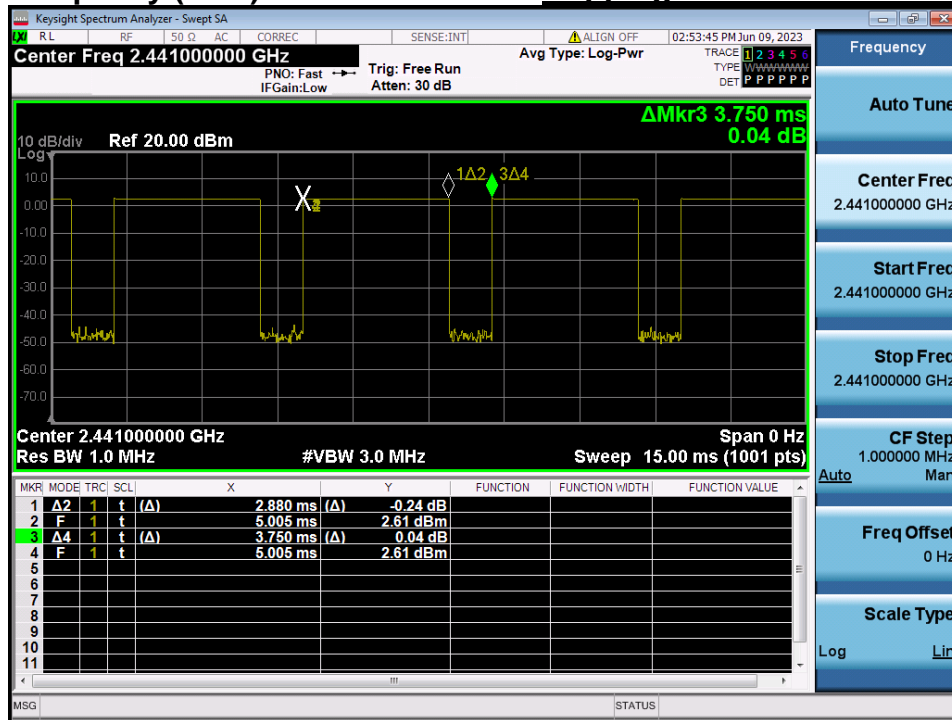 Keysight Spectrum Analyzer - Swept SA
LXI RL RF 50 Ω AC CORREC SENSE:INT ALIGN OFF 02:53:45 PM Jun 09, 2023
Center Freq 2.441000000 GHz
PNO: Fast
IFGain:Low
Trig: Free Run
Atten: 30 dB
Avg Type: Log-Pwr
TRACE 1 2 3 4 5 6
TYPE WWWWWW
DET P P P P P P
ΔMkr3 3.750 ms
0.04 dB
10 dB/div Ref 20.00 dBm
Log
10.0
0.00
-10.0
-20.0
-30.0
-40.0
-50.0
-60.0
-70.0
X
1Δ2 3Δ4
Center 2.441000000 GHz Span 0 Hz
Res BW 1.0 MHz #VBW 3.0 MHz Sweep 15.00 ms (1001 pts)
MKR MODE TRC SCL X Y FUNCTION FUNCTION WIDTH FUNCTION VALUE
1 Δ2 1 t (Δ) 2.880 ms (Δ) -0.24 dB
2 F 1 t 5.005 ms 2.61 dBm
3 Δ4 1 t (Δ) 3.750 ms (Δ) 0.04 dB
4 F 1 t 5.005 ms 2.61 dBm
5
6
7
8
9
10
11
MSG STATUS
Frequency
Auto Tune
Center Freq
2.441000000 GHz
Start Freq
2.441000000 GHz
Stop Freq
2.441000000 GHz
CF Step
1.000000 MHz
Auto Man
Freq Offset
0 Hz
Scale Type
Log Lin